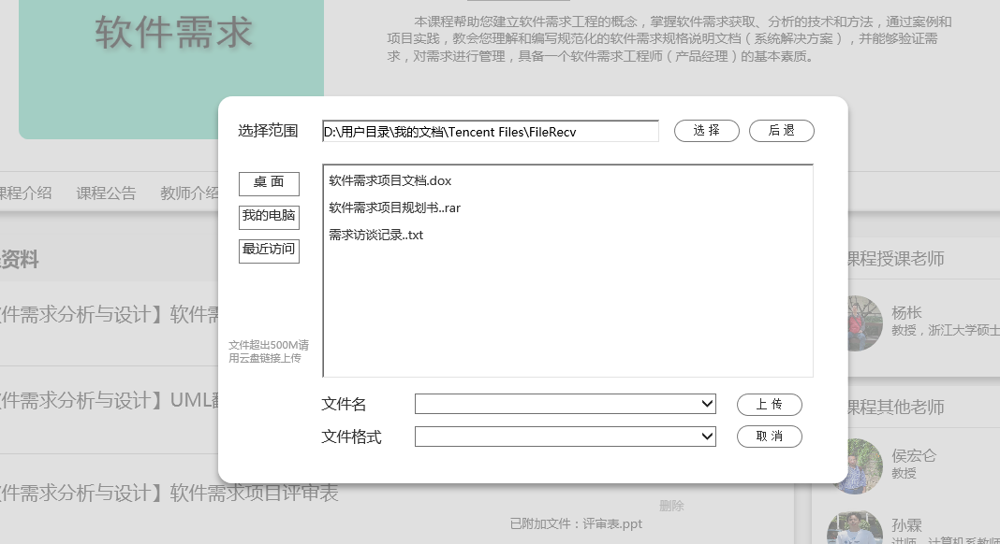 软件需求
本课程帮助您建立软件需求工程的概念，掌握软件需求获取、分析的技术和方法，通过案例和
项目实践，教会您理解和编写规范化的软件需求规格说明文档（系统解决方案），并能够验证需
求，对需求进行管理，具备一个软件需求工程师（产品经理）的基本素质。
选择范围
D:\用户目录\我的文档\Tencent Files\FileRecv
选 择
后 退
桌 面
我的电脑
最近访问
软件需求项目文档.dox
软件需求项目规划书..rar
需求访谈记录..txt
文件超出500M请
用云盘链接上传
文件名
上 传
文件格式
取 消
课程介绍
课程公告
教师介绍
资料
件需求分析与设计】软件需
件需求分析与设计】UML
件需求分析与设计】软件需求项目评审表
删除
已附加文件：评审表.ppt
课程授课老师
杨枨
教授，浙江大学硕士
课程其他老师
侯宏仑
教授
孙霖
讲师，计算机系教师